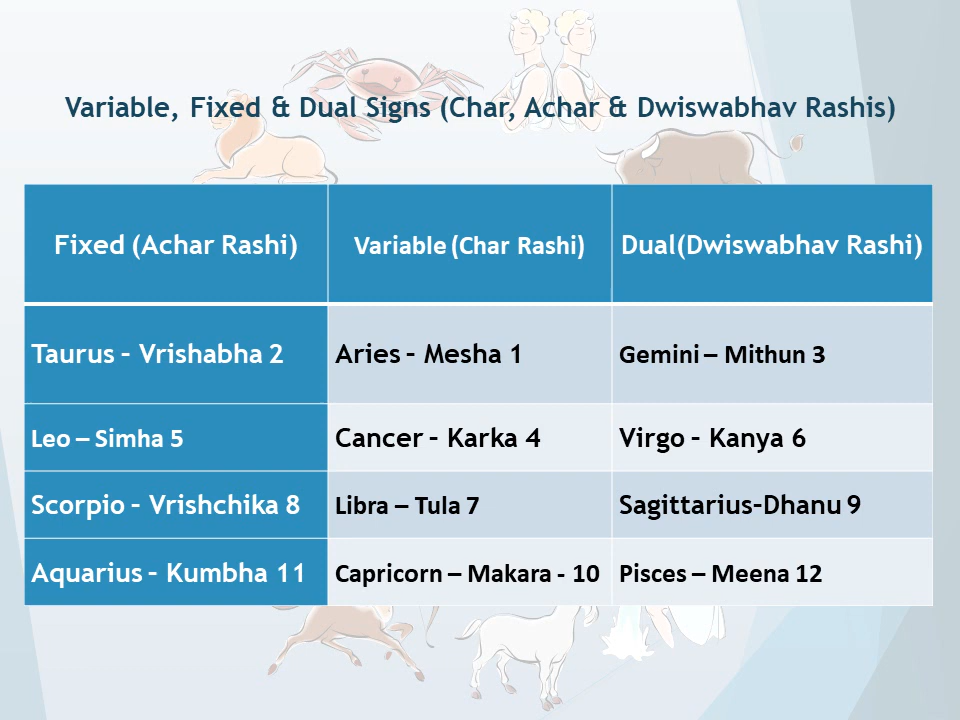 Variable, Fixed & Dual Signs (Char, Achar & Dwiswabhav Rashis)
Fixed (Achar Rashi) Variable (Char Rashi) Dual(Dwiswabhav Rashi)
Taurus – Vrishabha 2 Aries – Mesha 1 Gemini – Mithun 3
Leo – Simha 5 Cancer – Karka 4 Virgo – Kanya 6
Scorpio – Vrishchika 8 Libra – Tula 7 Sagittarius–Dhanu 9
Aquarius – Kumbha 11 Capricorn – Makara - 10 Pisces – Meena 12